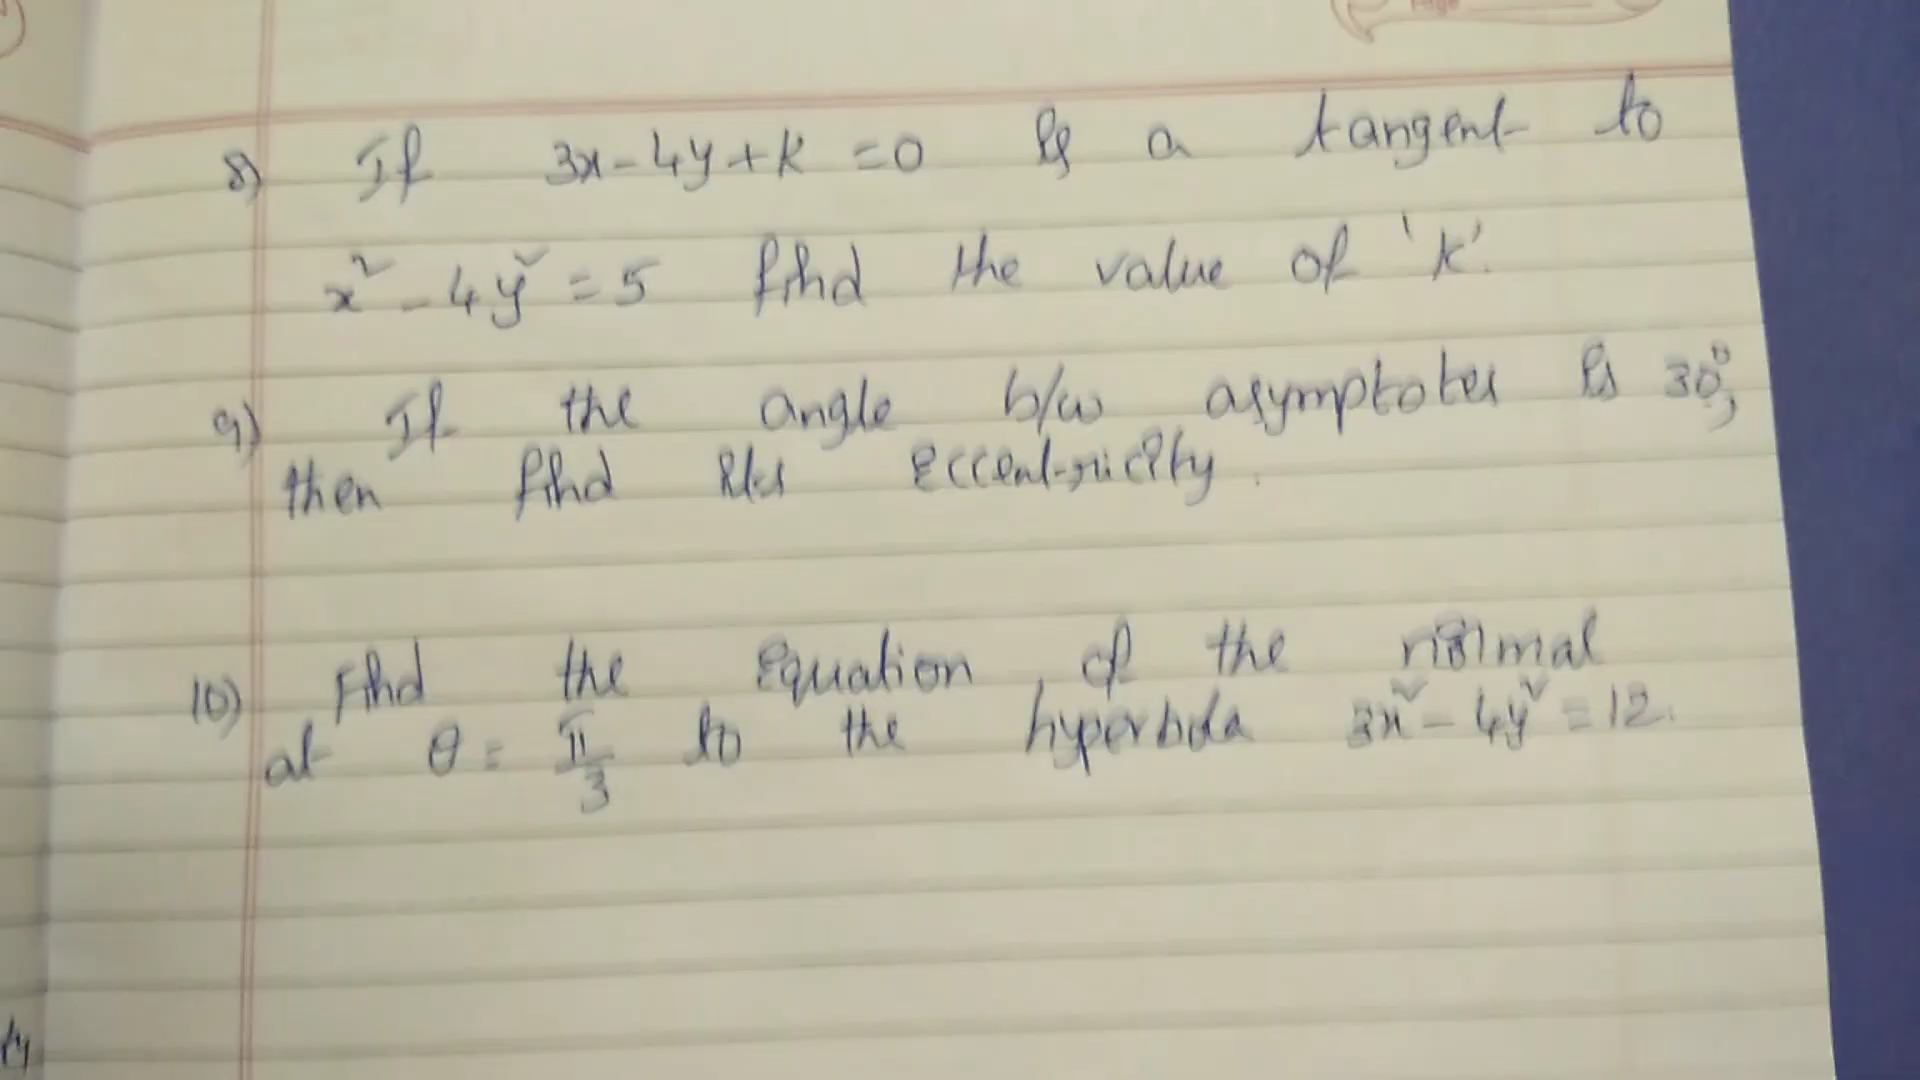 Page
8) If 3x-4y+k=0 is a tangent to
x²-4y²=5 find the value of 'k'.
9) If the angle b/w asymptotes is 30°,
then find its eccentricity.
10) Find the equation of the normal
at θ = π/3 to the hyperbola 3x²-4y²=12.